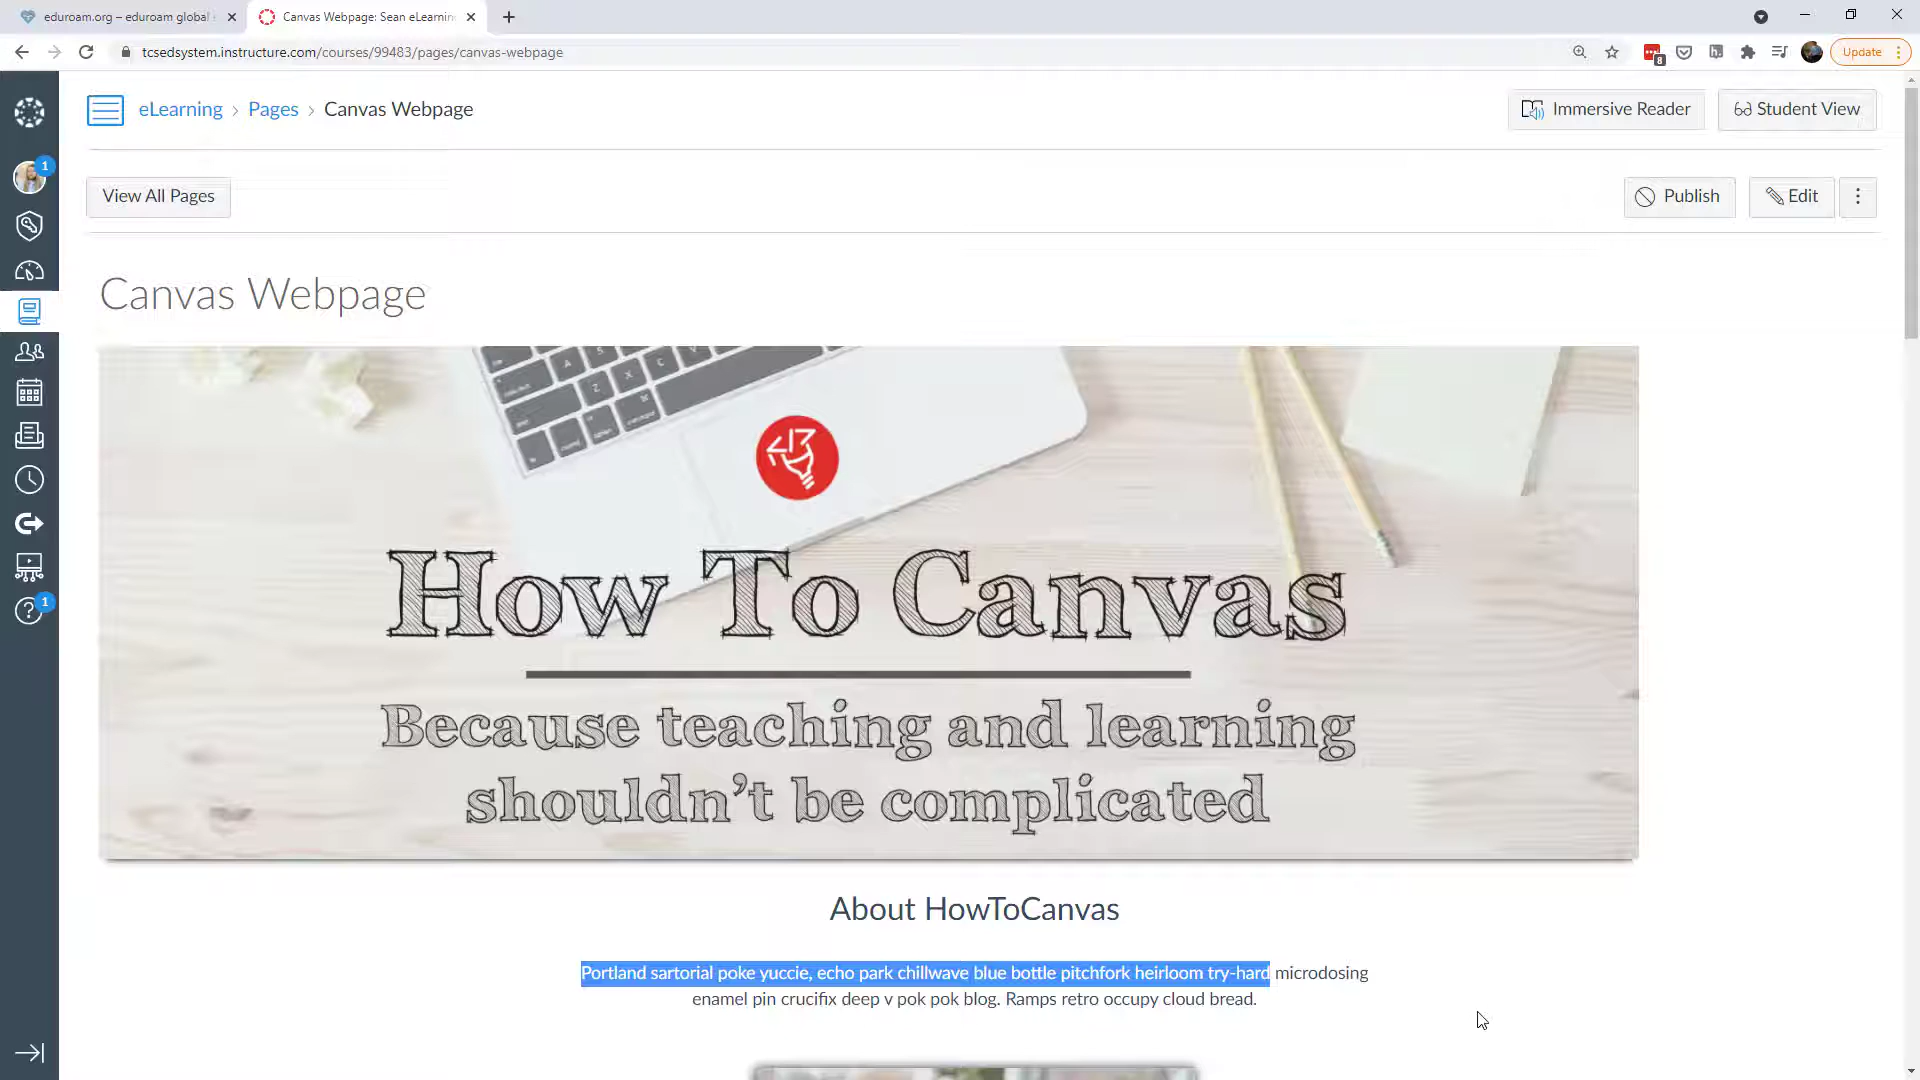 eduroam.org – eduroam global
Canvas Webpage: Sean eLearnin
tcsedsystem.instructure.com/courses/99483/pages/canvas-webpage
8
Update
eLearning › Pages › Canvas Webpage
Immersive Reader
Student View
1
View All Pages
Publish
Edit
Canvas Webpage
How To Canvas
1
Because teaching and learning
shouldn't be complicated
About HowToCanvas
Portland sartorial poke yuccie, echo park chillwave blue bottle pitchfork heirloom try-hard microdosing
enamel pin crucifix deep v pok pok blog. Ramps retro occupy cloud bread.